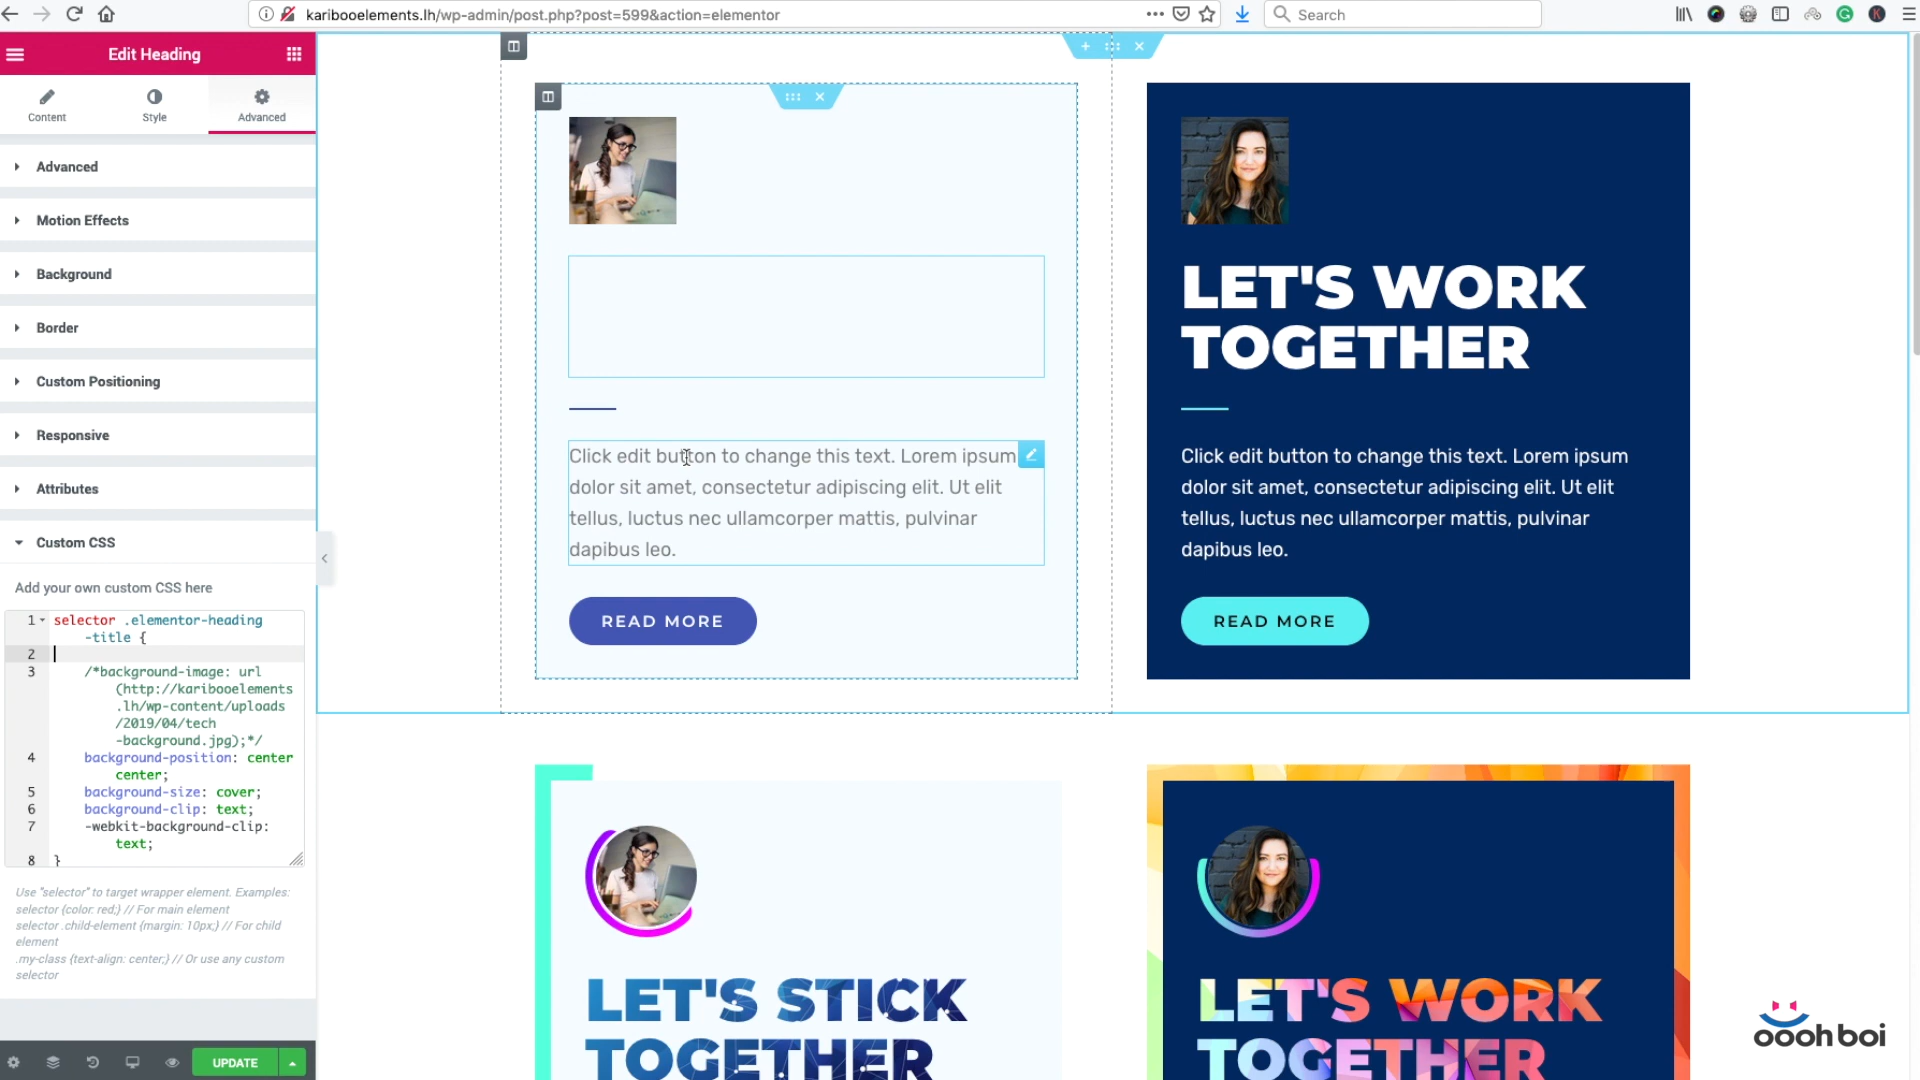 karibooelements.lh/wp-admin/post.php?post=599&action=elementor
Search
Edit Heading
Content
Style
Advanced
Advanced
Motion Effects
Background
Border
Custom Positioning
Responsive
Attributes
Custom CSS
Add your own custom CSS here
1 selector .elementor-heading
-title {
2
3 /*background-image: url
(http://karibooelements
.lh/wp-content/uploads
/2019/04/tech
-background.jpg);*/
4 background-position: center
center;
5 background-size: cover;
6 background-clip: text;
7 -webkit-background-clip:
text;
8 }
Use "selector" to target wrapper element. Examples:
selector {color: red;} // For main element
selector .child-element {margin: 10px;} // For child
element
.my-class {text-align: center;} // Or use any custom
selector
UPDATE
Click edit button to change this text. Lorem ipsum
dolor sit amet, consectetur adipiscing elit. Ut elit
tellus, luctus nec ullamcorper mattis, pulvinar
dapibus leo.
READ MORE
LET'S WORK
TOGETHER
Click edit button to change this text. Lorem ipsum
dolor sit amet, consectetur adipiscing elit. Ut elit
tellus, luctus nec ullamcorper mattis, pulvinar
dapibus leo.
READ MORE
LET'S STICK
TOGETHER
LET'S WORK
TOGETHER
oooh boi